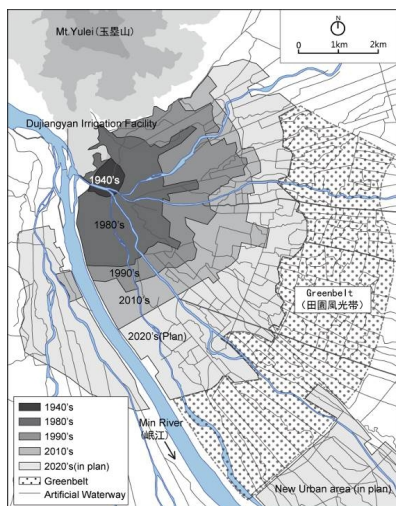 Mt.Yulei(玉塁山)
N
0 1km 2km
Dujiangyan Irrigation Facility
1940's
1980's
1990's
2010's
2020's(Plan)
Greenbelt
(田園風光帯)
Min River
(岷江)
New Urban area (in plan)
1940's
1980's
1990's
2010's
2020's(in plan)
Greenbelt
Artificial Waterway